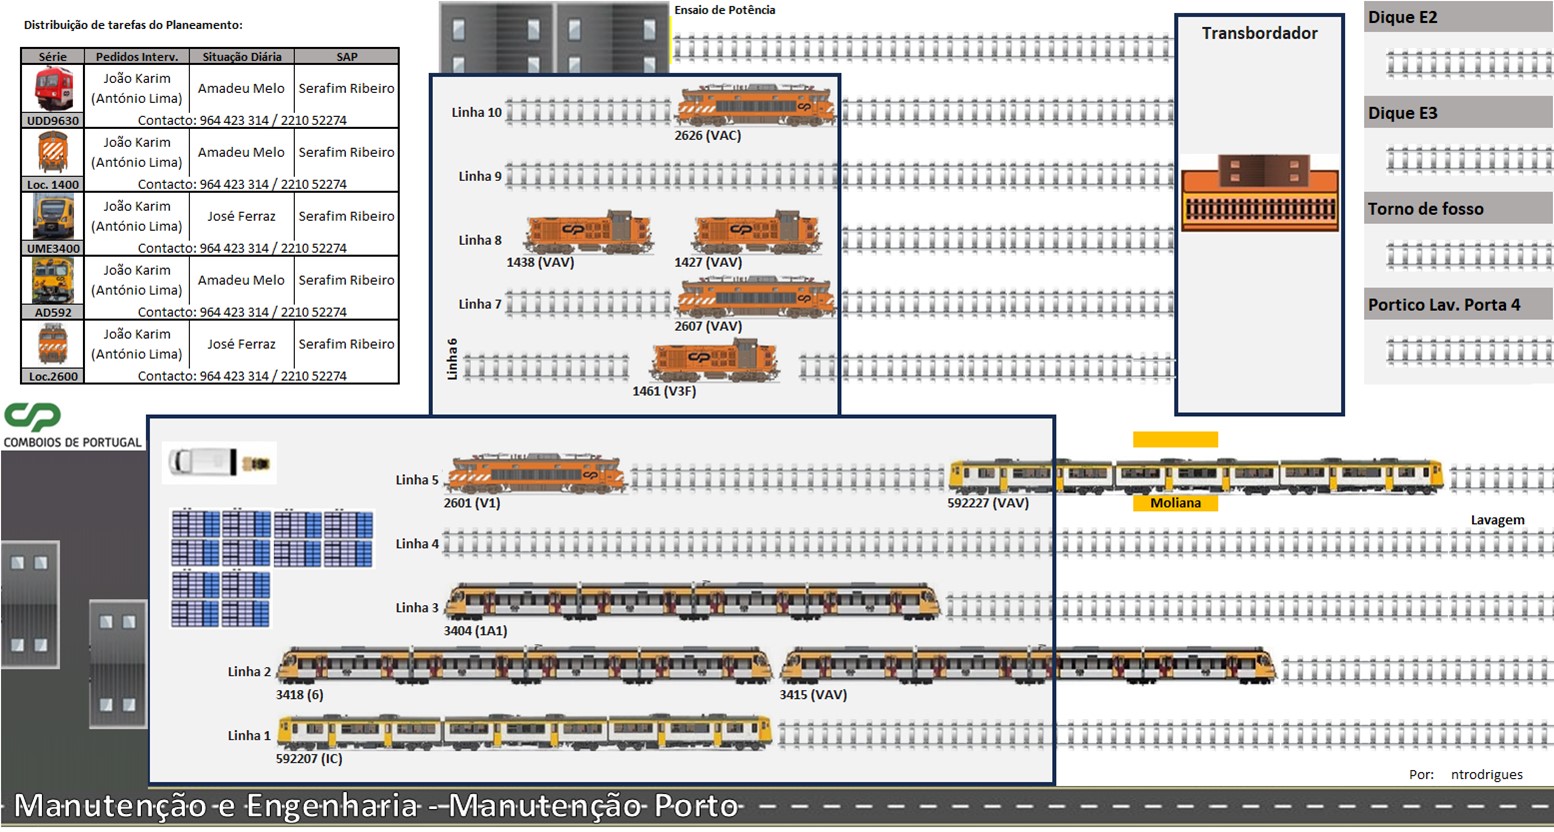 Distribuição de tarefas do Planeamento:
Série Pedidos Interv. Situação Diária SAP
João Karim
(António Lima) Amadeu Melo Serafim Ribeiro
UDD9630 Contacto: 964 423 314 / 2210 52274
João Karim
(António Lima) Amadeu Melo Serafim Ribeiro
Loc. 1400 Contacto: 964 423 314 / 2210 52274
João Karim
(António Lima) José Ferraz Serafim Ribeiro
UME3400 Contacto: 964 423 314 / 2210 52274
João Karim
(António Lima) Amadeu Melo Serafim Ribeiro
AD592 Contacto: 964 423 314 / 2210 52274
João Karim
(António Lima) José Ferraz Serafim Ribeiro
Loc.2600 Contacto: 964 423 314 / 2210 52274
CP
COMBOIOS DE PORTUGAL
Ensaio de Potência
Linha 10
2626 (VAC)
Linha 9
Linha 8
1438 (VAV) 1427 (VAV)
Linha 7
2607 (VAV)
Linha 6
1461 (V3F)
Transbordador
Dique E2
Dique E3
Torno de fosso
Portico Lav. Porta 4
Linha 5
2601 (V1) 592227 (VAV)
Moliana
Lavagem
Linha 4
Linha 3
3404 (1A1)
Linha 2
3418 (6) 3415 (VAV)
Linha 1
592207 (IC)
Por: ntrodrigues
Manutenção e Engenharia - Manutenção Porto